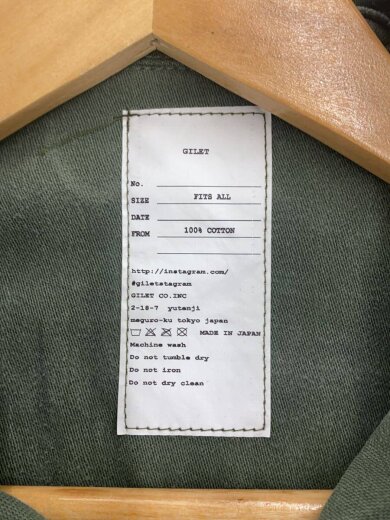 GILET
No.
SIZE FITS ALL
DATE
FROM 100% COTTON
http://instagram.com/
#giletstagram
GILET CO.INC
2-18-7 yutenji
meguro-ku tokyo japan
MADE IN JAPAN
Machine wash
Do not tumble dry
Do not iron
Do not dry clean